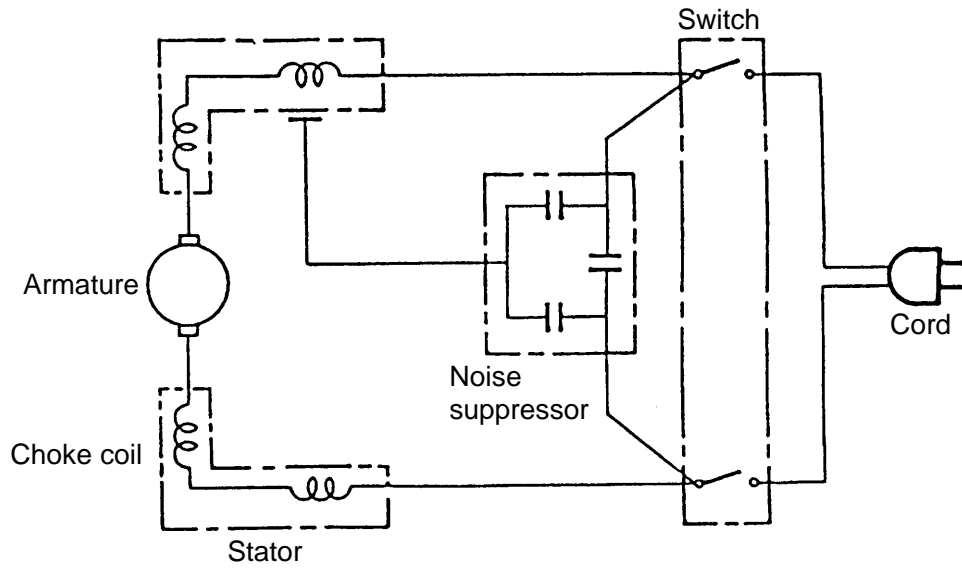 Switch
Armature
Cord
Noise
suppressor
Choke coil
Stator